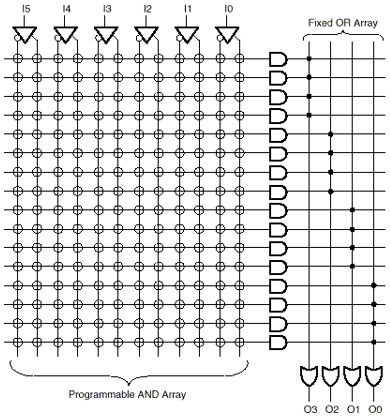 I5 I4 I3 I2 I1 I0
Fixed OR Array
Programmable AND Array
O3 O2 O1 O0